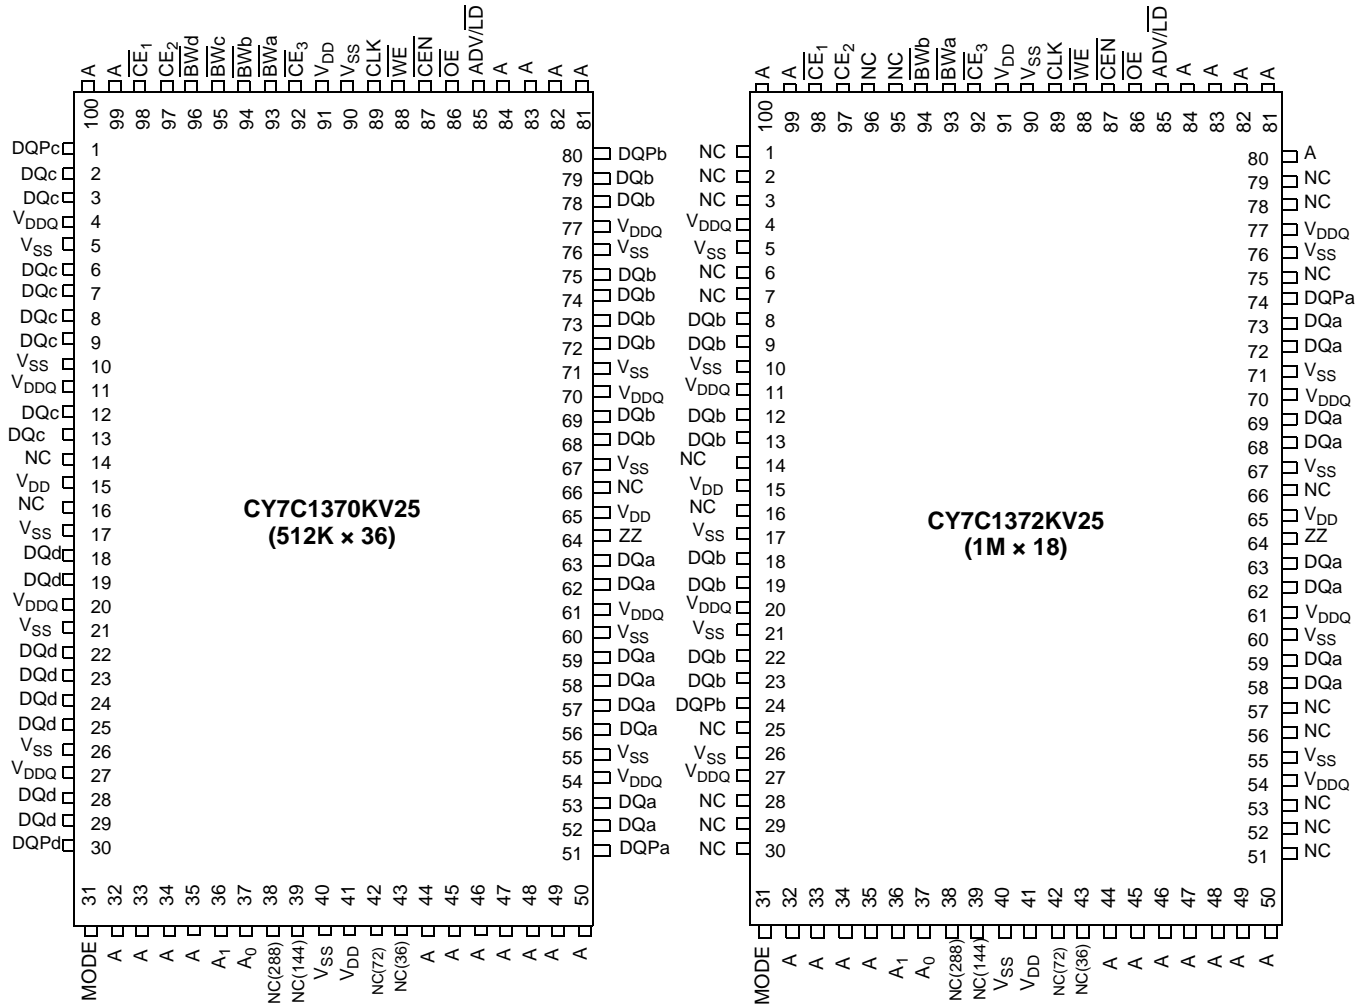 A A CE1 CE2 BWd BWc BWb BWa CE3 VDD VSS CLK WE CEN OE ADV/LD A A A A
100 99 98 97 96 95 94 93 92 91 90 89 88 87 86 85 84 83 82 81
DQPc 1 80 DQPb
DQc 2 79 DQb
DQc 3 78 DQb
VDDQ 4 77 VDDQ
VSS 5 76 VSS
DQc 6 75 DQb
DQc 7 74 DQb
DQc 8 73 DQb
DQc 9 72 DQb
VSS 10 71 VSS
VDDQ 11 70 VDDQ
DQc 12 69 DQb
DQc 13 68 DQb
NC 14 67 VSS
VDD 15 66 NC
NC 16 65 VDD
VSS 17 64 ZZ
DQd 18 63 DQa
DQd 19 62 DQa
VDDQ 20 61 VDDQ
VSS 21 60 VSS
DQd 22 59 DQa
DQd 23 58 DQa
DQd 24 57 DQa
DQd 25 56 DQa
VSS 26 55 VSS
VDDQ 27 54 VDDQ
DQd 28 53 DQa
DQd 29 52 DQa
DQPd 30 51 DQPa
CY7C1370KV25
(512K × 36)
31 32 33 34 35 36 37 38 39 40 41 42 43 44 45 46 47 48 49 50
MODE A A A A A1 A0 NC(288) NC(144) VSS VDD NC(72) NC(36) A A A A A A A
A A CE1 CE2 NC NC BWb BWa CE3 VDD VSS CLK WE CEN OE ADV/LD A A A A
100 99 98 97 96 95 94 93 92 91 90 89 88 87 86 85 84 83 82 81
NC 1 80 A
NC 2 79 NC
NC 3 78 NC
VDDQ 4 77 VDDQ
VSS 5 76 VSS
NC 6 75 NC
NC 7 74 DQPa
DQb 8 73 DQa
DQb 9 72 DQa
VSS 10 71 VSS
VDDQ 11 70 VDDQ
DQb 12 69 DQa
DQb 13 68 DQa
NC 14 67 VSS
VDD 15 66 NC
NC 16 65 VDD
VSS 17 64 ZZ
DQb 18 63 DQa
DQb 19 62 DQa
VDDQ 20 61 VDDQ
VSS 21 60 VSS
DQb 22 59 DQa
DQb 23 58 DQa
DQPb 24 57 NC
NC 25 56 NC
VSS 26 55 VSS
VDDQ 27 54 VDDQ
NC 28 53 NC
NC 29 52 NC
NC 30 51 NC
CY7C1372KV25
(1M × 18)
31 32 33 34 35 36 37 38 39 40 41 42 43 44 45 46 47 48 49 50
MODE A A A A A1 A0 NC(288) NC(144) VSS VDD NC(72) NC(36) A A A A A A A